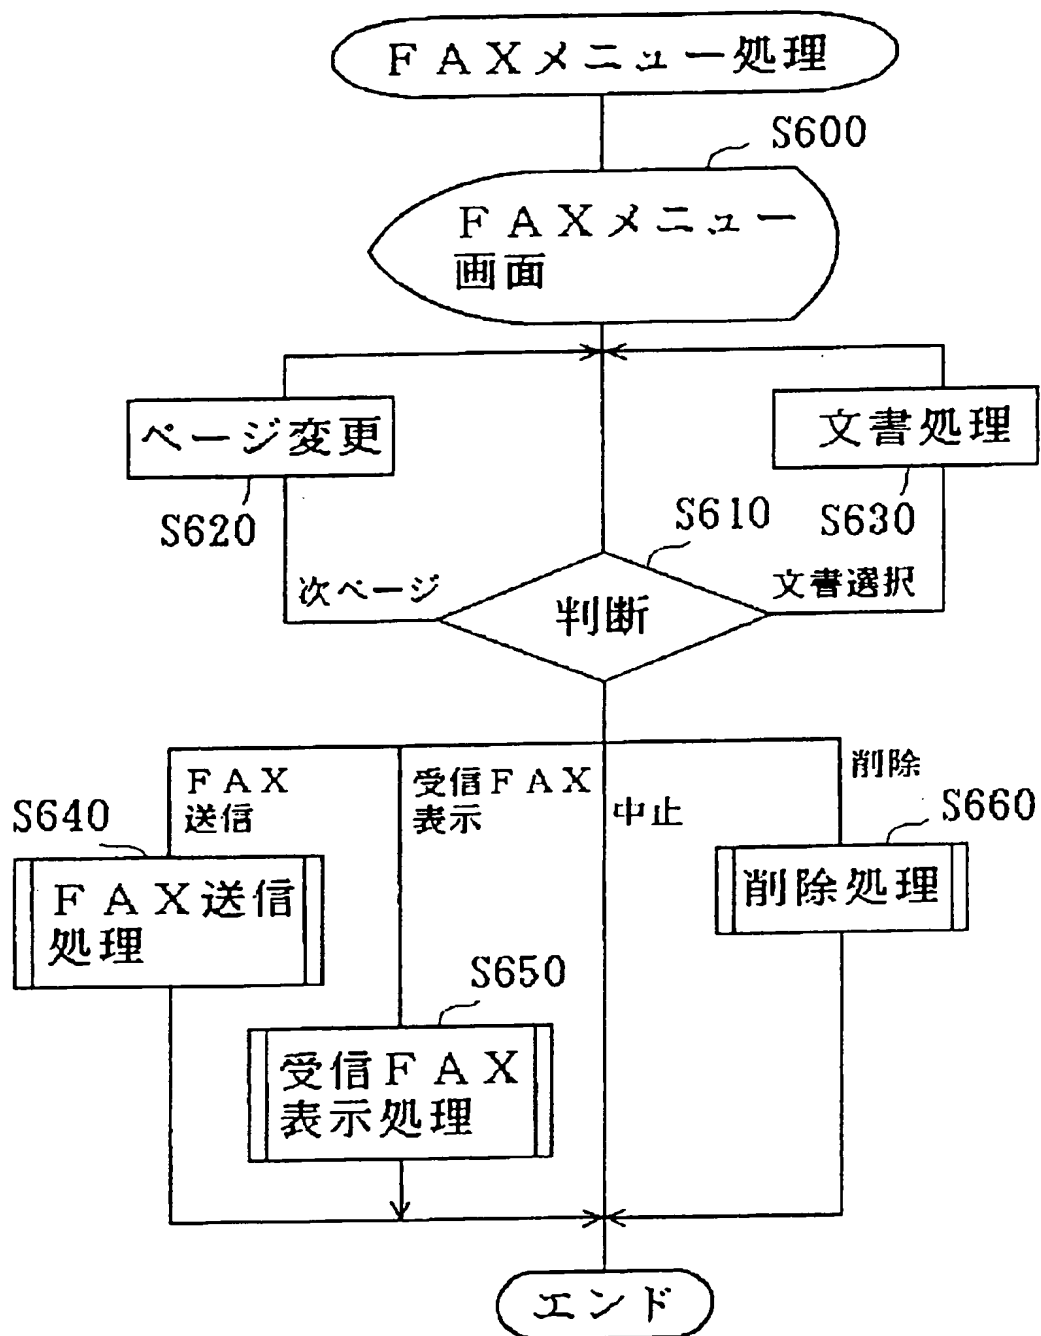 ＦＡＸメニュー処理
S600
ＦＡＸメニュー
画面
ページ変更
S620
文書処理
S630
S610
次ページ
判断
文書選択
ＦＡＸ
送信
受信ＦＡＸ
表示
中止
削除
S640
ＦＡＸ送信
処理
S650
受信ＦＡＸ
表示処理
S660
削除処理
エンド